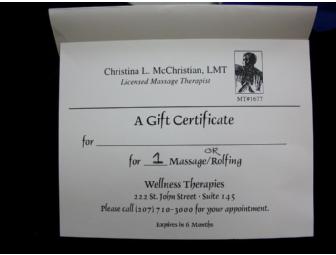 Christina L. McChristian, LMT
Licensed Massage Therapist
MT#1677
A Gift Certificate
for
OR
for 1 Massage/Rolfing
Wellness Therapies
222 St. John Street · Suite 145
Please call (207) 710-3000 for your appointment.
Expires in 6 Months